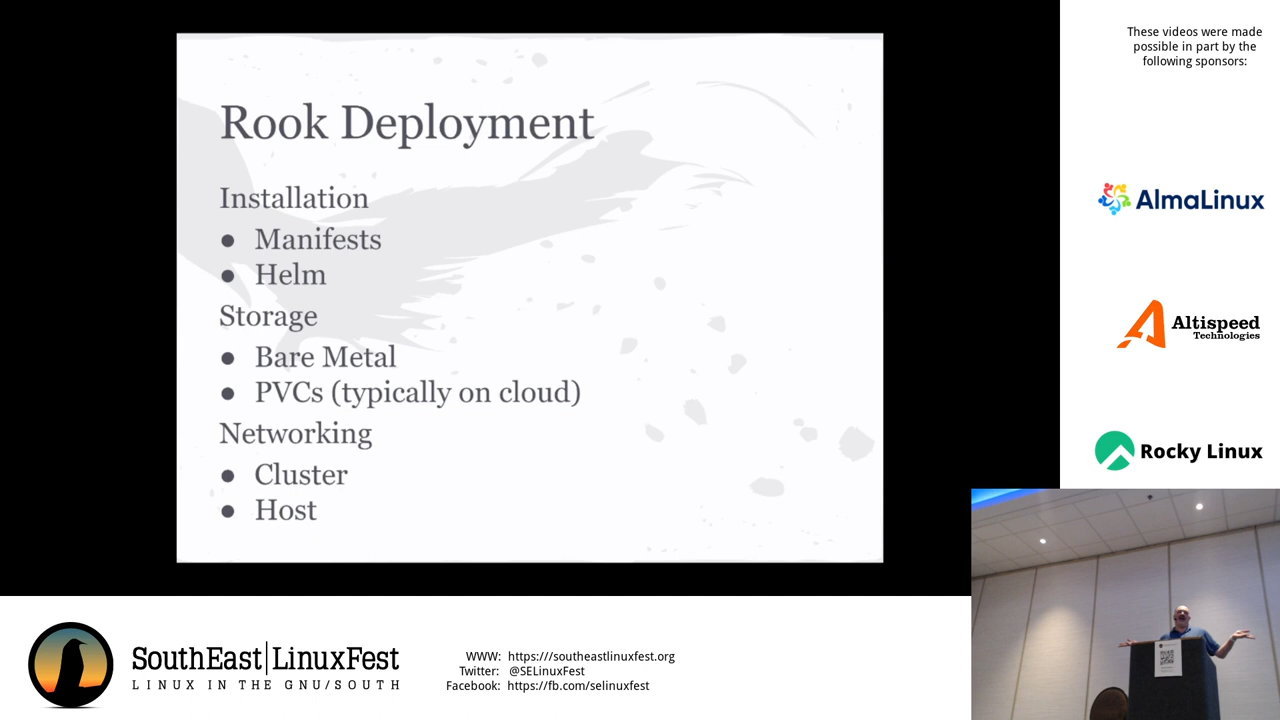 Rook Deployment
Installation
● Manifests
● Helm
Storage
● Bare Metal
● PVCs (typically on cloud)
Networking
● Cluster
● Host
These videos were made
possible in part by the
following sponsors:
AlmaLinux
Altispeed
Technologies
Rocky Linux
SouthEast|LinuxFest
LINUX IN THE GNU/SOUTH
WWW: https:///southeastlinuxfest.org
Twitter: @SELinuxFest
Facebook: https://fb.com/selinuxfest